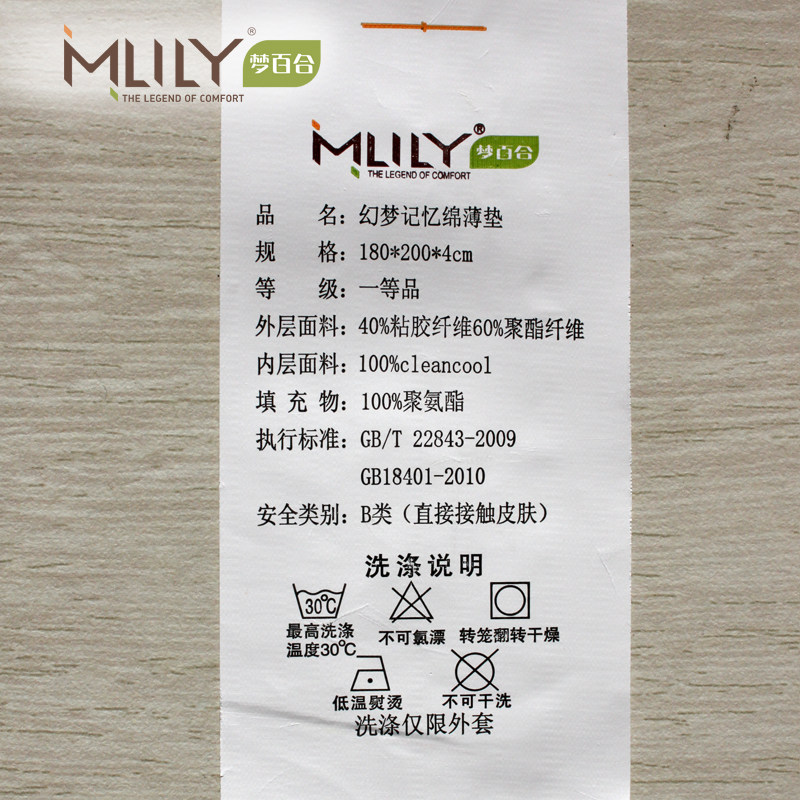 MLILY® 梦百合
THE LEGEND OF COMFORT
MLILY® 梦百合
THE LEGEND OF COMFORT
品 名：幻梦记忆绵薄垫
规 格：180*200*4cm
等 级：一等品
外层面料：40%粘胶纤维60%聚酯纤维
内层面料：100%cleancool
填 充 物：100%聚氨酯
执行标准：GB/T 22843-2009
GB18401-2010
安全类别：B类（直接接触皮肤）
洗涤说明
30℃
最高洗涤 不可氯漂 转笼翻转干燥
温度30℃
低温熨烫 不可干洗
洗涤仅限外套